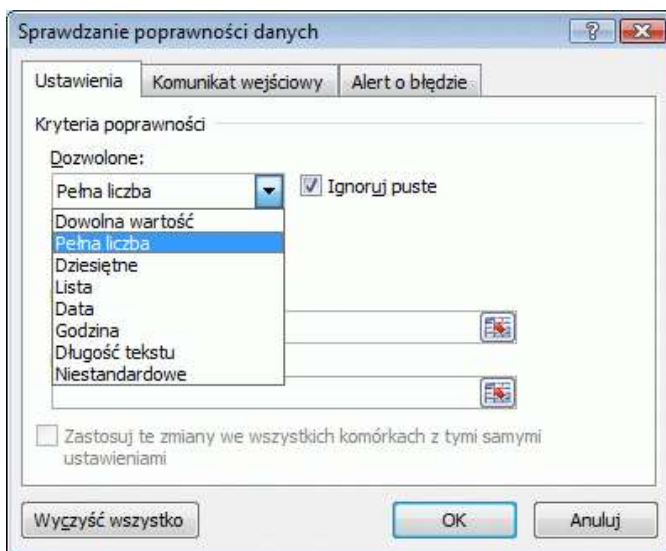 Sprawdzanie poprawności danych
Ustawienia Komunikat wejściowy Alert o błędzie
Kryteria poprawności
Dozwolone:
Pełna liczba Ignoruj puste
Dowolna wartość
Pełna liczba
Dziesiętne
Lista
Data
Godzina
Długość tekstu
Niestandardowe
Zastosuj te zmiany we wszystkich komórkach z tymi samymi
ustawieniami
Wyczyść wszystko OK Anuluj